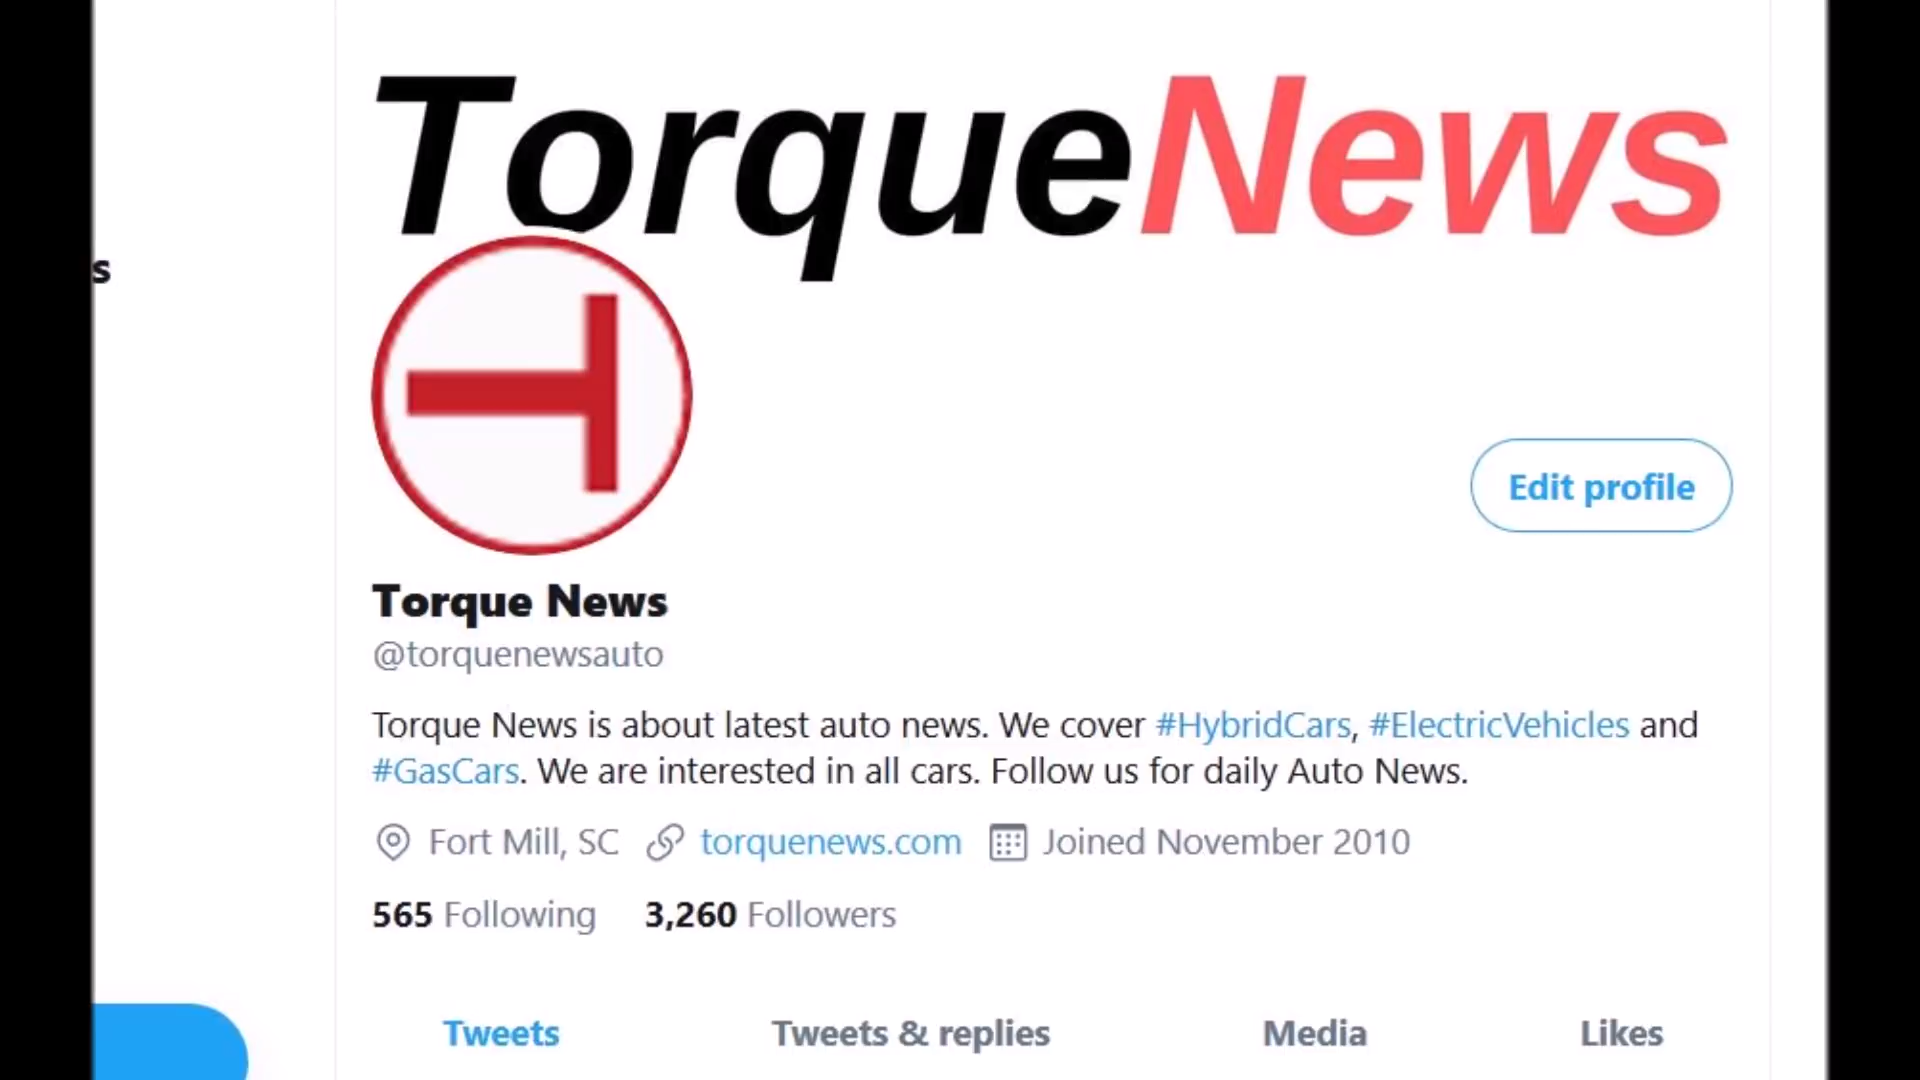 TorqueNews
s
T
Edit profile
Torque News
@torquenewsauto
Torque News is about latest auto news. We cover #HybridCars, #ElectricVehicles and
#GasCars. We are interested in all cars. Follow us for daily Auto News.
Fort Mill, SC torquenews.com Joined November 2010
565 Following 3,260 Followers
Tweets Tweets & replies Media Likes